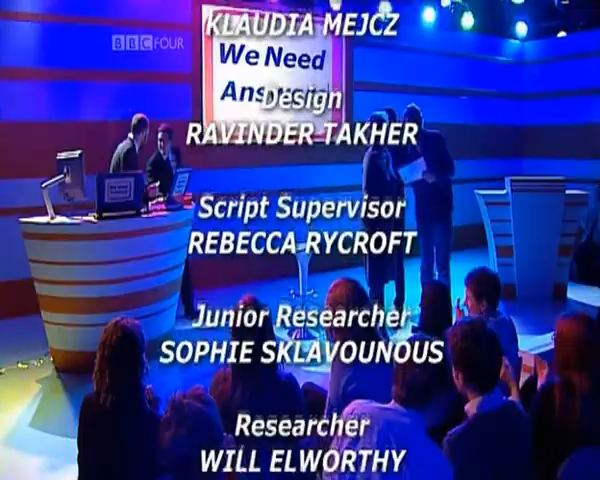 KLAUDIA MEJCZ
BBC FOUR
We Need
Design
RAVINDER TAKHER
Script Supervisor
REBECCA RYCROFT
Junior Researcher
SOPHIE SKLAVOUNOUS
Researcher
WILL ELWORTHY